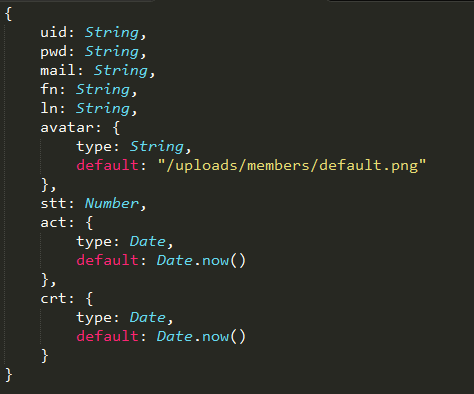 {
    uid: String,
    pwd: String,
    mail: String,
    fn: String,
    ln: String,
    avatar: {
        type: String,
        default: "/uploads/members/default.png"
    },
    stt: Number,
    act: {
        type: Date,
        default: Date.now()
    },
    crt: {
        type: Date,
        default: Date.now()
    }
}